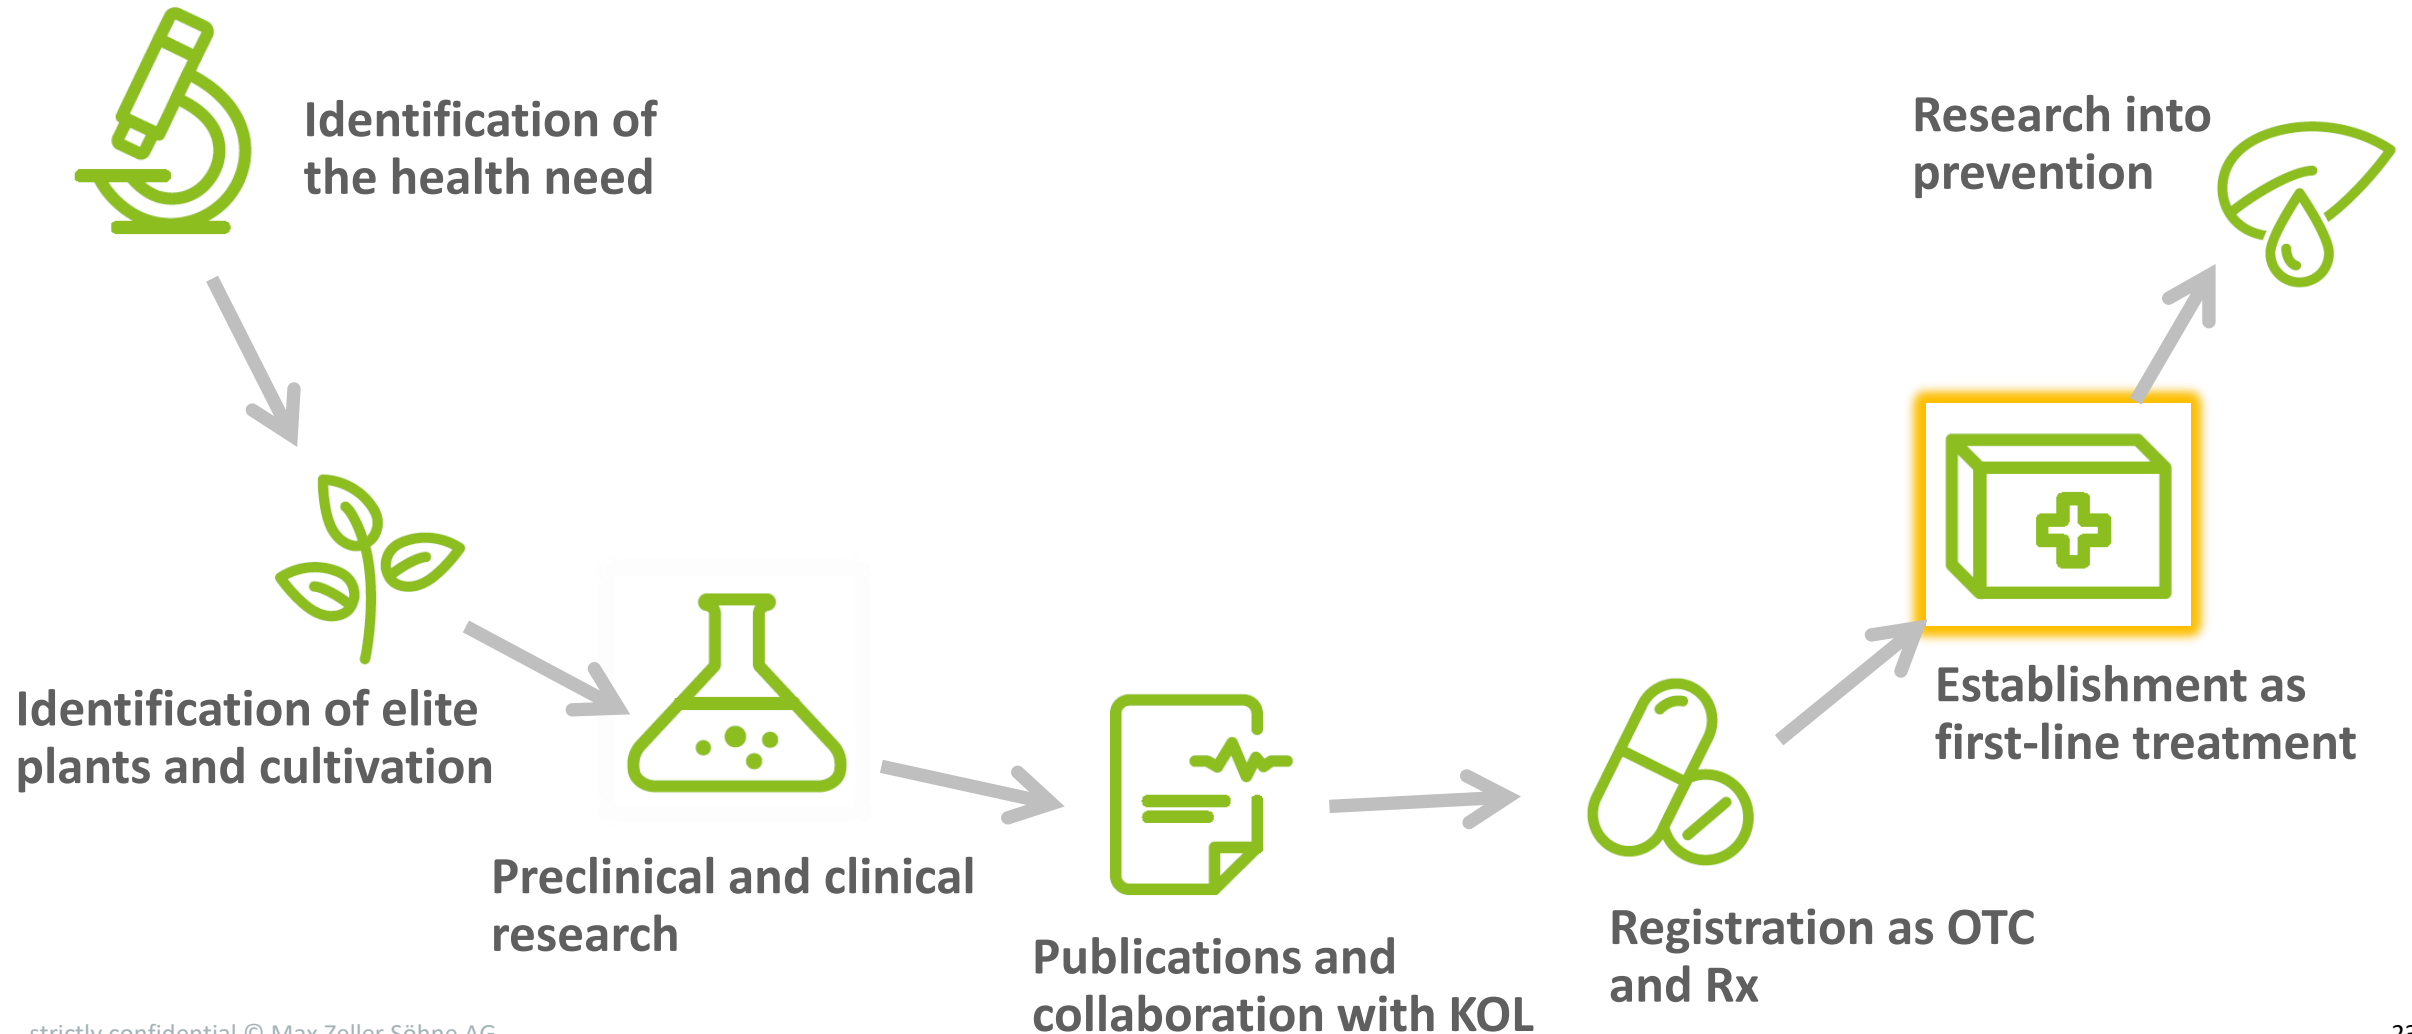 Identification of
the health need
Research into
prevention
Identification of elite
plants and cultivation
Establishment as
first-line treatment
Preclinical and clinical
research
Registration as OTC
and Rx
Publications and
collaboration with KOL
strictly confidential © Max Zeller Söhne AG